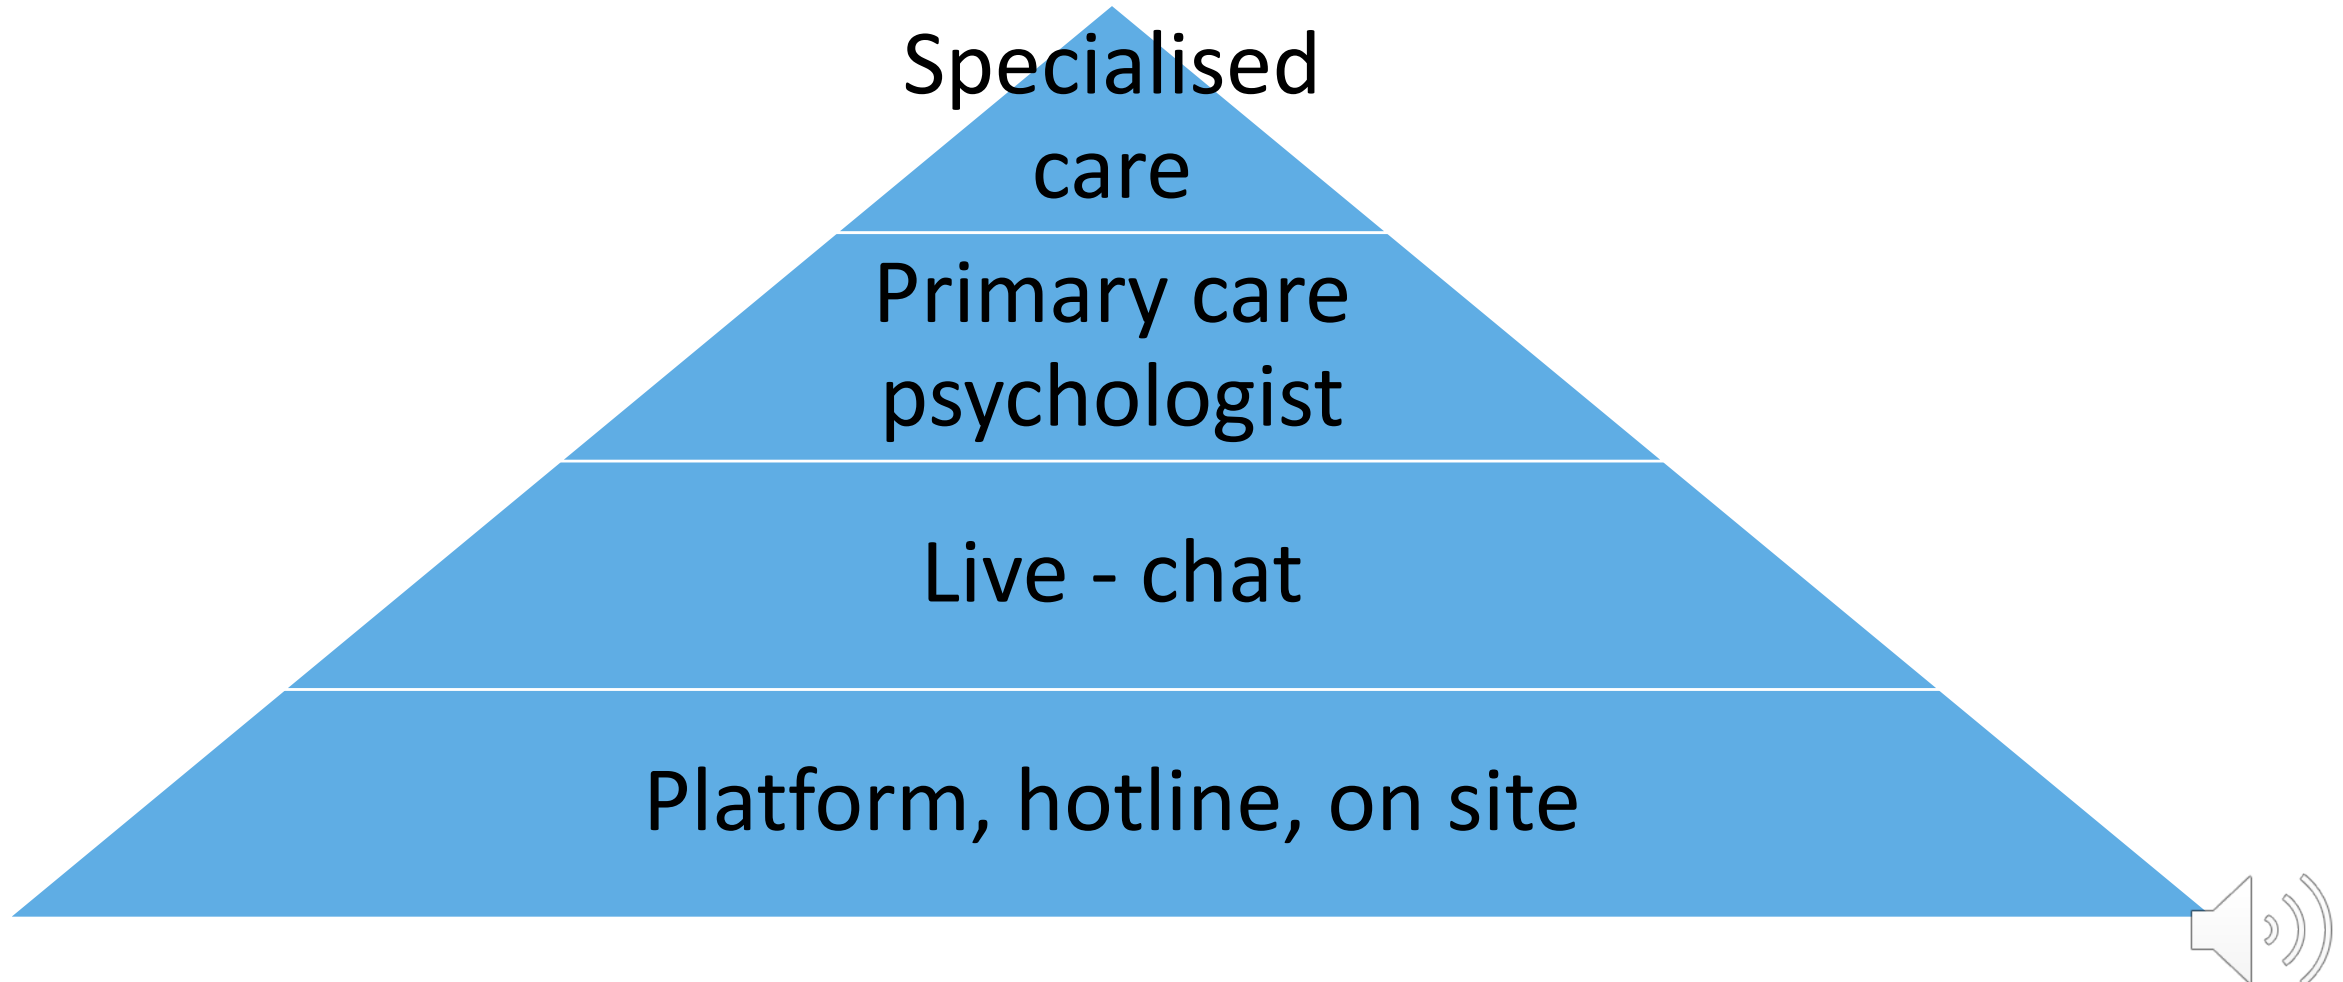 Specialised
care
Primary care
psychologist
Live - chat
Platform, hotline, on site